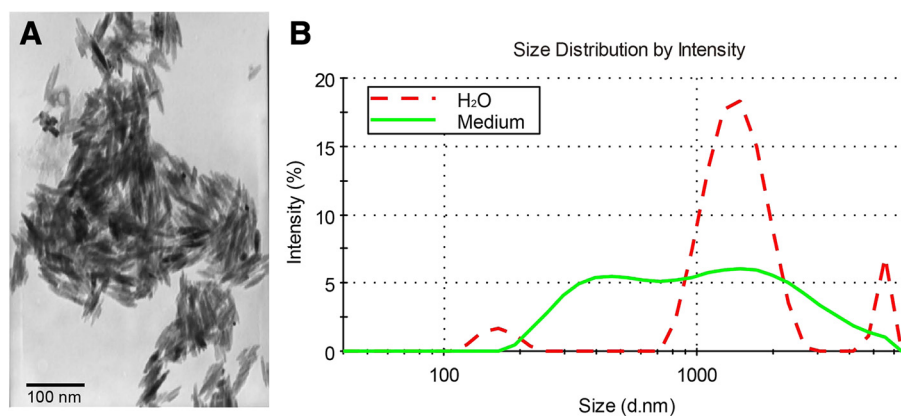 A
100 nm
B
Size Distribution by Intensity
H₂O
Medium
20
15
10
5
0
Intensity (%)
100
1000
Size (d.nm)